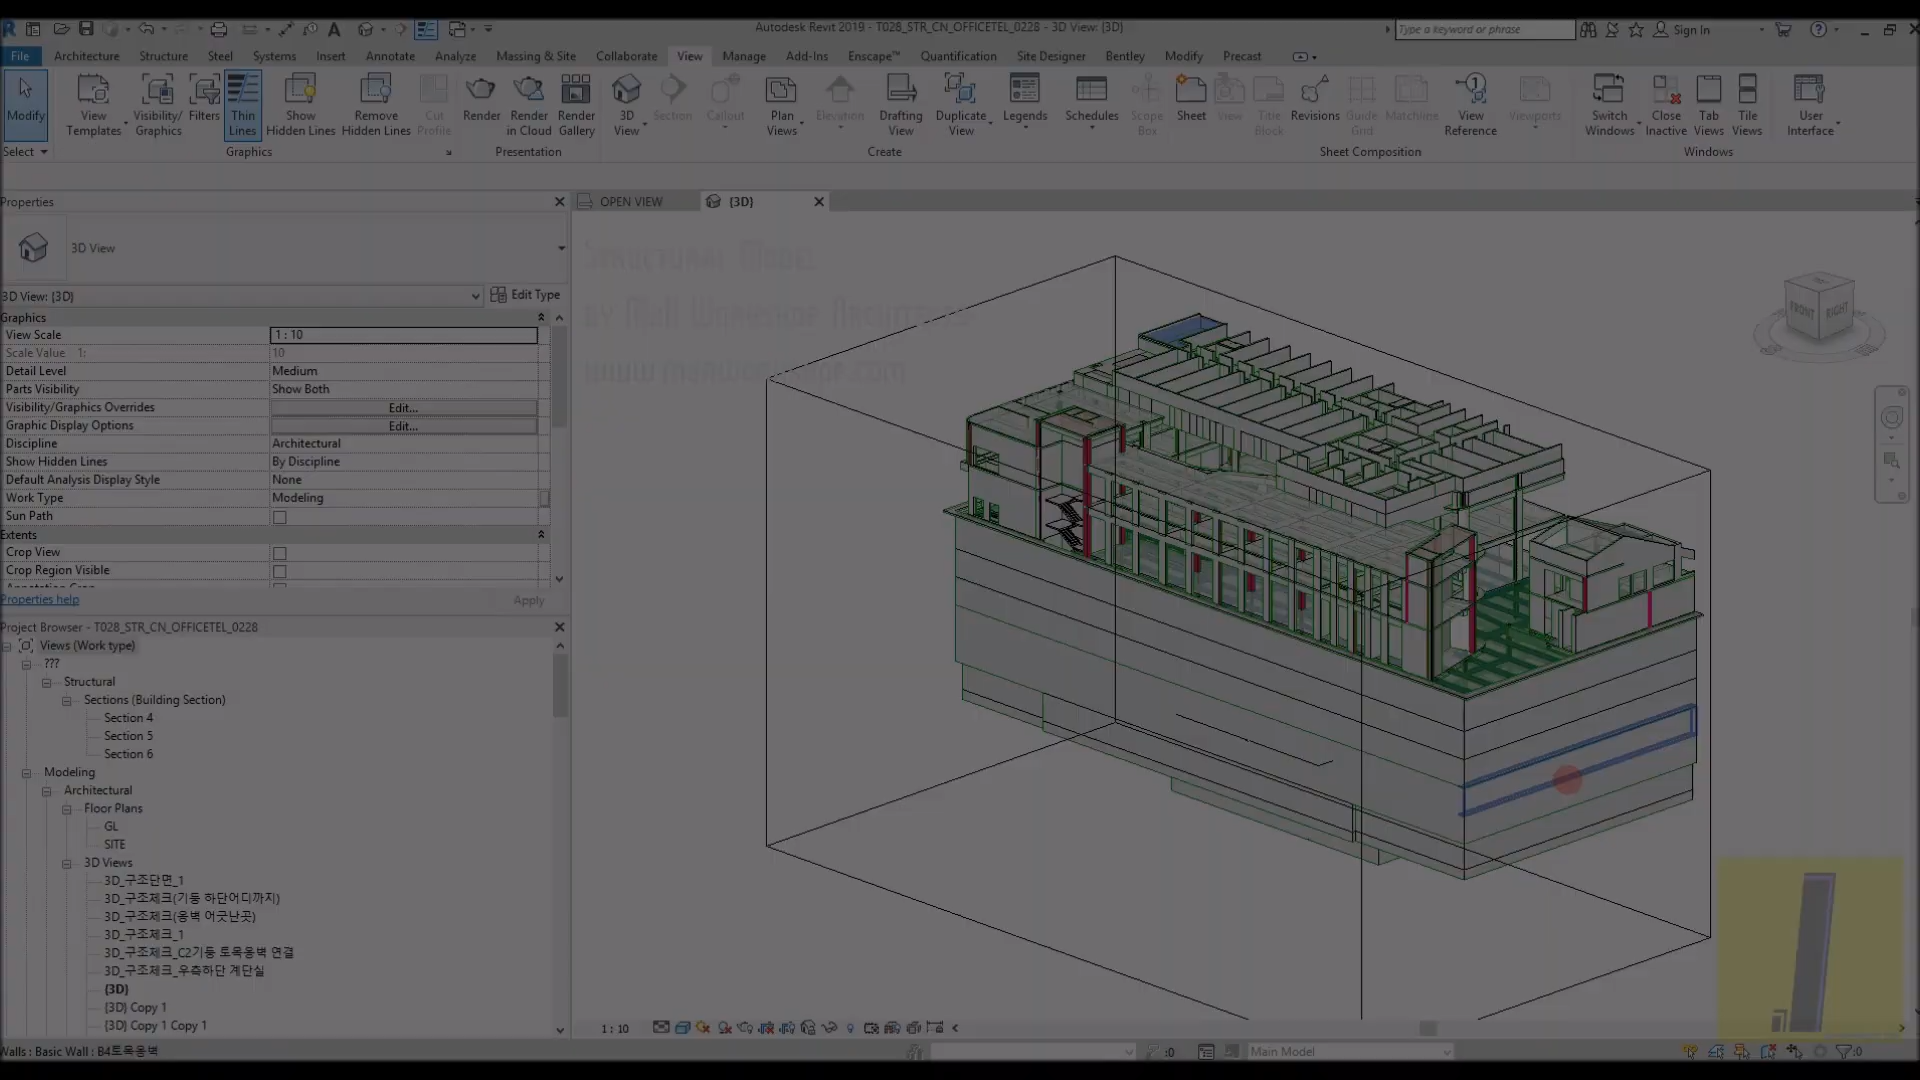 Autodesk Revit 2019 - T028_STR_CN_OFFICETEL_0228 - 3D View: {3D}
Type a keyword or phrase
Sign In
File Architecture Structure Steel Systems Insert Annotate Analyze Massing & Site Collaborate View Manage Add-Ins Enscape™ Quantification Site Designer Bentley Modify Precast
Modify
View Templates
Visibility/ Graphics
Filters
Thin Lines
Show Hidden Lines
Remove Hidden Lines
Cut Profile
Render
Render in Cloud
Render Gallery
3D View
Section
Callout
Plan Views
Elevation
Drafting View
Duplicate View
Legends
Schedules
Scope Box
Sheet
View
Title Block
Revisions
Guide Grid
Matchline
View Reference
Viewports
Switch Windows
Close Inactive
Tab Views
Tile Views
User Interface
Select Graphics Presentation Create Sheet Composition Windows
Properties
OPEN VIEW
{3D}
3D View
3D View: {3D}
Edit Type
Graphics
View Scale 1 : 10
Scale Value 1: 10
Detail Level Medium
Parts Visibility Show Both
Visibility/Graphics Overrides Edit...
Graphic Display Options Edit...
Discipline Architectural
Show Hidden Lines By Discipline
Default Analysis Display Style None
Work Type Modeling
Sun Path
Extents
Crop View
Crop Region Visible
Annotation Crop
Properties help Apply
Project Browser - T028_STR_CN_OFFICETEL_0228
Views (Work type)
???
Structural
Sections (Building Section)
Section 4
Section 5
Section 6
Modeling
Architectural
Floor Plans
GL
SITE
3D Views
3D_구조단면_1
3D_구조체크(기둥 하단어디까지)
3D_구조체크(옹벽 어긋난곳)
3D_구조체크_1
3D_구조체크_C2기둥 토목옹벽 연결
3D_구조체크_우측하단 계단실
{3D}
{3D} Copy 1
{3D} Copy 1 Copy 1
Structural Model
by Man Workshop Architects
www.manworkshop.com
FRONT RIGHT
1 : 10
Walls : Basic Wall : B4토목옹벽
:0
Main Model
:0